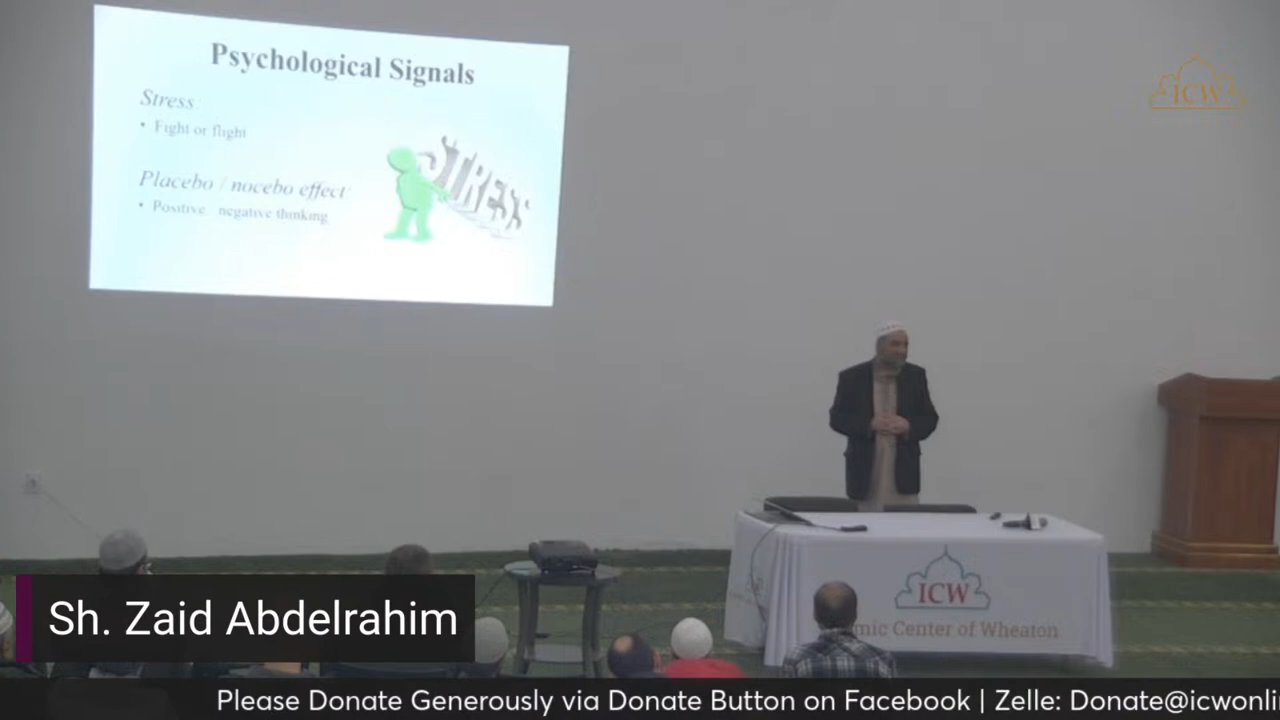 Psychological Signals
Stress:
• Fight or flight
Placebo / nocebo effect:
• Positive negative thinking
STRESS
ICW
ICW
mic Center of Wheaton
Sh. Zaid Abdelrahim
Please Donate Generously via Donate Button on Facebook | Zelle: Donate@icwonli